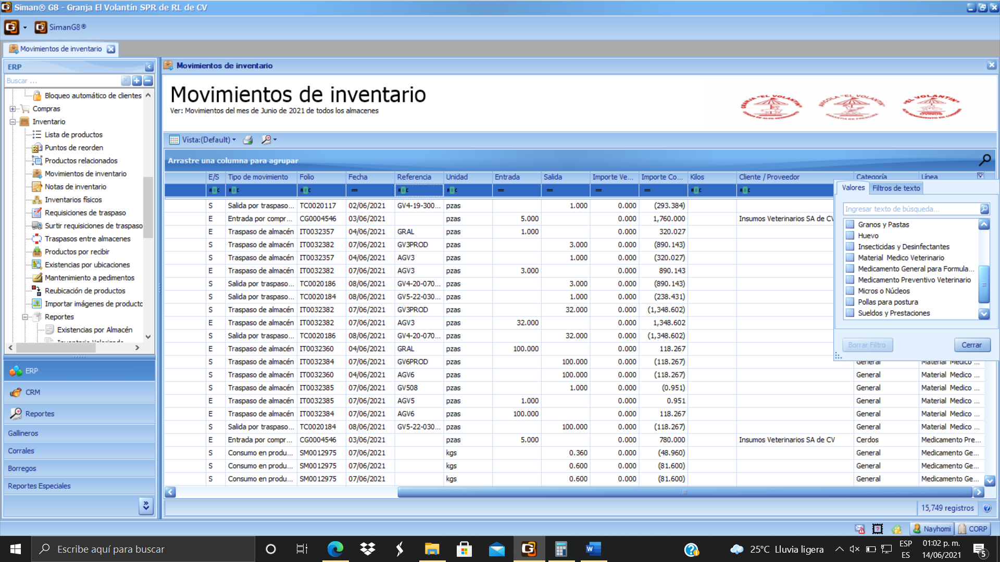 Siman® G8 - Granja El Volantín SPR de RL de CV
SimanG8®
Movimientos de inventario
ERP
Buscar ...
Bloqueo automático de clientes
Compras
Inventario
Lista de productos
Puntos de reorden
Productos relacionados
Movimientos de inventario
Notas de inventario
Inventarios físicos
Requisiciones de traspaso
Surtir requisiciones de traspaso
Traspasos entre almacenes
Productos por recibir
Existencias por ubicaciones
Mantenimiento a pedimentos
Reubicación de productos
Importar imágenes de producto
Reportes
Existencias por Almacén
Inventario Valorizado
ERP
CRM
Reportes
Gallineros
Corrales
Borregos
Reportes Especiales
Movimientos de inventario
Movimientos de inventario
Ver: Movimientos del mes de Junio de 2021 de todos los almacenes
GRANJA "EL VOLANTIN"
AVICOLA "EL VOLANTIN"
GARANTIA DE FRESCURA
"EL VOLANTIN"
OVINOS
Vista:(Default)
Arrastre una columna para agrupar
E/S Tipo de movimiento Folio Fecha Referencia Unidad Entrada Salida Importe Ve... Importe Co... Kilos Cliente / Proveedor Categoría Línea
S Salida por traspaso... TC0020117 02/06/2021 GV4-19-300... pzas 1.000 0.000 (293.384)
E Entrada por compr... CG0004546 03/06/2021 pzas 5.000 0.000 1,760.000 Insumos Veterinarios SA de CV
E Traspaso de almacén IT0032357 04/06/2021 GRAL pzas 1.000 0.000 320.027
S Traspaso de almacén IT0032382 07/06/2021 GV3PROD pzas 3.000 0.000 (890.143)
S Traspaso de almacén IT0032357 04/06/2021 AGV3 pzas 1.000 0.000 (320.027)
E Traspaso de almacén IT0032382 07/06/2021 AGV3 pzas 3.000 0.000 890.143
S Salida por traspaso... TC0020186 08/06/2021 GV4-20-070... pzas 3.000 0.000 (890.143)
S Salida por traspaso... TC0020184 08/06/2021 GV5-22-030... pzas 1.000 0.000 (238.431)
S Traspaso de almacén IT0032382 07/06/2021 GV3PROD pzas 32.000 0.000 (1,348.602)
E Traspaso de almacén IT0032382 07/06/2021 AGV3 pzas 32.000 0.000 1,348.602
S Salida por traspaso... TC0020186 08/06/2021 GV4-20-070... pzas 32.000 0.000 (1,348.602)
E Traspaso de almacén IT0032360 04/06/2021 GRAL pzas 100.000 0.000 118.267
S Traspaso de almacén IT0032384 07/06/2021 GV6PROD pzas 100.000 0.000 (118.267) General Material Medico ...
S Traspaso de almacén IT0032360 04/06/2021 AGV6 pzas 100.000 0.000 (118.267) General Material Medico ...
S Traspaso de almacén IT0032385 07/06/2021 GV508 pzas 1.000 0.000 (0.951) General Material Medico ...
E Traspaso de almacén IT0032385 07/06/2021 AGV5 pzas 1.000 0.000 0.951 General Material Medico ...
E Traspaso de almacén IT0032384 07/06/2021 AGV6 pzas 100.000 0.000 118.267 General Material Medico ...
S Salida por traspaso... TC0020184 08/06/2021 GV5-22-030... pzas 100.000 0.000 (118.267) General Material Medico ...
E Entrada por compr... CG0004546 03/06/2021 pzas 5.000 0.000 780.000 Insumos Veterinarios SA de CV Cerdos Medicamento Pre...
S Consumo en produ... SM0012975 07/06/2021 kgs 0.360 0.000 (48.960) General Medicamento Ge...
S Consumo en produ... SM0012975 07/06/2021 kgs 0.600 0.000 (81.600) General Medicamento Ge...
S Consumo en produ... SM0012975 07/06/2021 kgs 0.600 0.000 (81.600) General Medicamento Ge...
Valores Filtros de texto
Ingresar texto de búsqueda...
Granos y Pastas
Huevo
Insecticidas y Desinfectantes
Material Medico Veterinario
Medicamento General para Formula...
Medicamento Preventivo Veterinario
Micros o Núcleos
Pollas para postura
Sueldos y Prestaciones
Borrar Filtro Cerrar
15,749 registros
Nayhomi CORP
Escribe aquí para buscar
25°C Lluvia ligera
ESP
ES
01:02 p. m.
14/06/2021
5